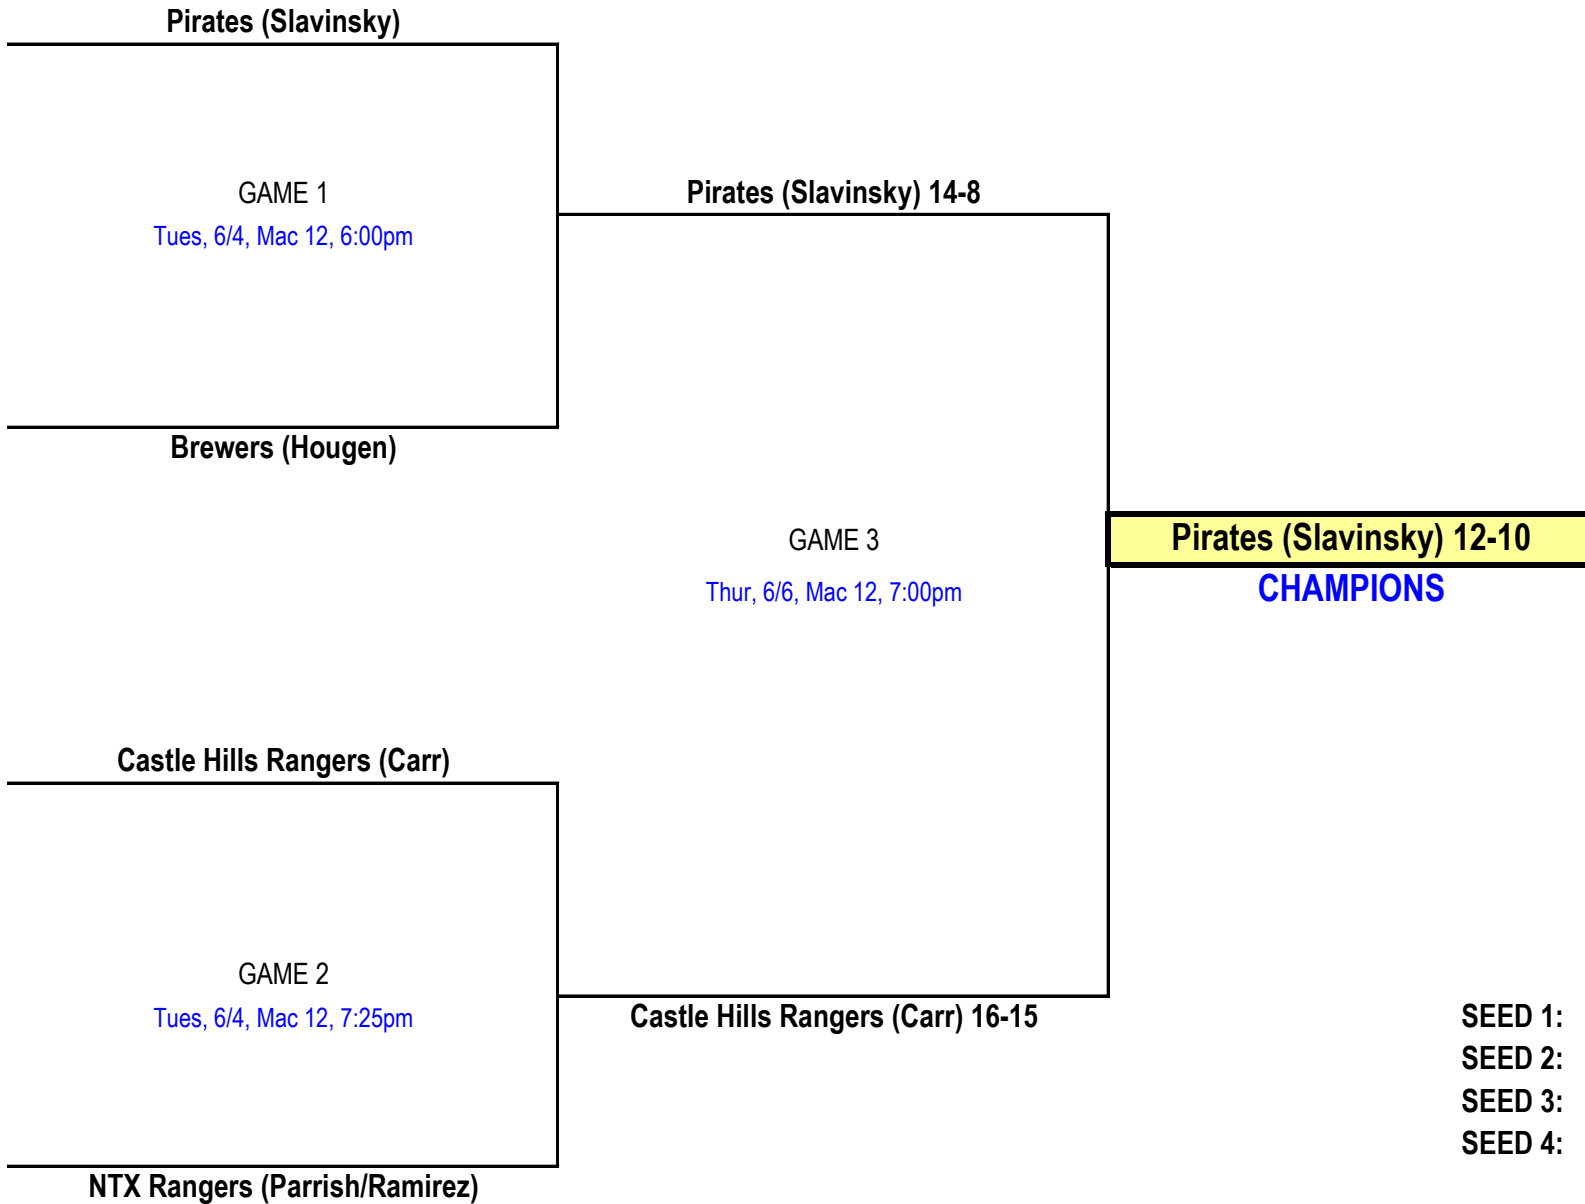 Pirates (Slavinsky)
GAME 1
Tues, 6/4, Mac 12, 6:00pm
Pirates (Slavinsky) 14-8
Brewers (Hougen)
GAME 3
Thur, 6/6, Mac 12, 7:00pm
Pirates (Slavinsky) 12-10
CHAMPIONS
Castle Hills Rangers (Carr)
GAME 2
Tues, 6/4, Mac 12, 7:25pm
Castle Hills Rangers (Carr) 16-15
NTX Rangers (Parrish/Ramirez)
SEED 1:
SEED 2:
SEED 3:
SEED 4: